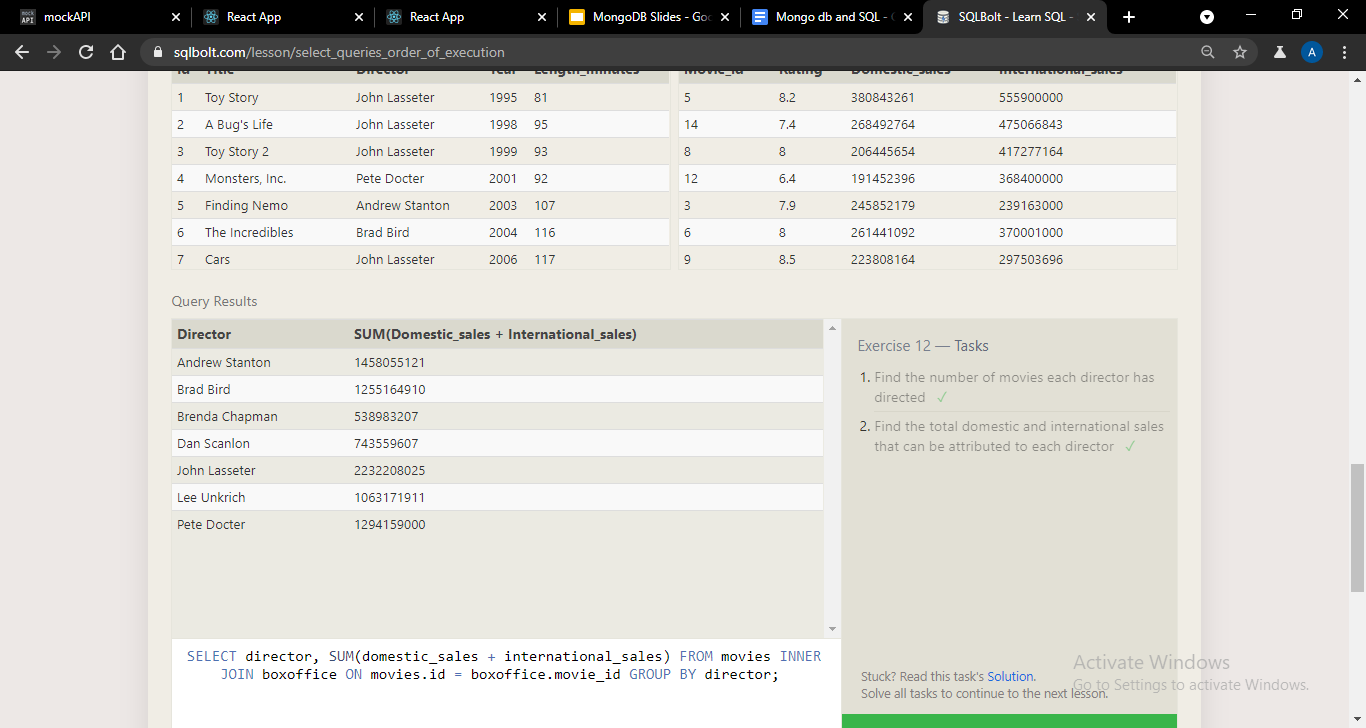 mockAPI
React App
React App
MongoDB Slides - Goo
Mongo db and SQL -
SQLBolt - Learn SQL -
sqlbolt.com/lesson/select_queries_order_of_execution
A
Id Title Director Year Length_minutes
1 Toy Story John Lasseter 1995 81
2 A Bug's Life John Lasseter 1998 95
3 Toy Story 2 John Lasseter 1999 93
4 Monsters, Inc. Pete Docter 2001 92
5 Finding Nemo Andrew Stanton 2003 107
6 The Incredibles Brad Bird 2004 116
7 Cars John Lasseter 2006 117
Movie_id Rating Domestic_sales International_sales
5 8.2 380843261 555900000
14 7.4 268492764 475066843
8 8 206445654 417277164
12 6.4 191452396 368400000
3 7.9 245852179 239163000
6 8 261441092 370001000
9 8.5 223808164 297503696
Query Results
Director SUM(Domestic_sales + International_sales)
Andrew Stanton 1458055121
Brad Bird 1255164910
Brenda Chapman 538983207
Dan Scanlon 743559607
John Lasseter 2232208025
Lee Unkrich 1063171911
Pete Docter 1294159000
Exercise 12 — Tasks
1. Find the number of movies each director has
directed ✓
2. Find the total domestic and international sales
that can be attributed to each director ✓
SELECT director, SUM(domestic_sales + international_sales) FROM movies INNER
JOIN boxoffice ON movies.id = boxoffice.movie_id GROUP BY director;
Stuck? Read this task's Solution.
Solve all tasks to continue to the next lesson.
Activate Windows
Go to Settings to activate Windows.